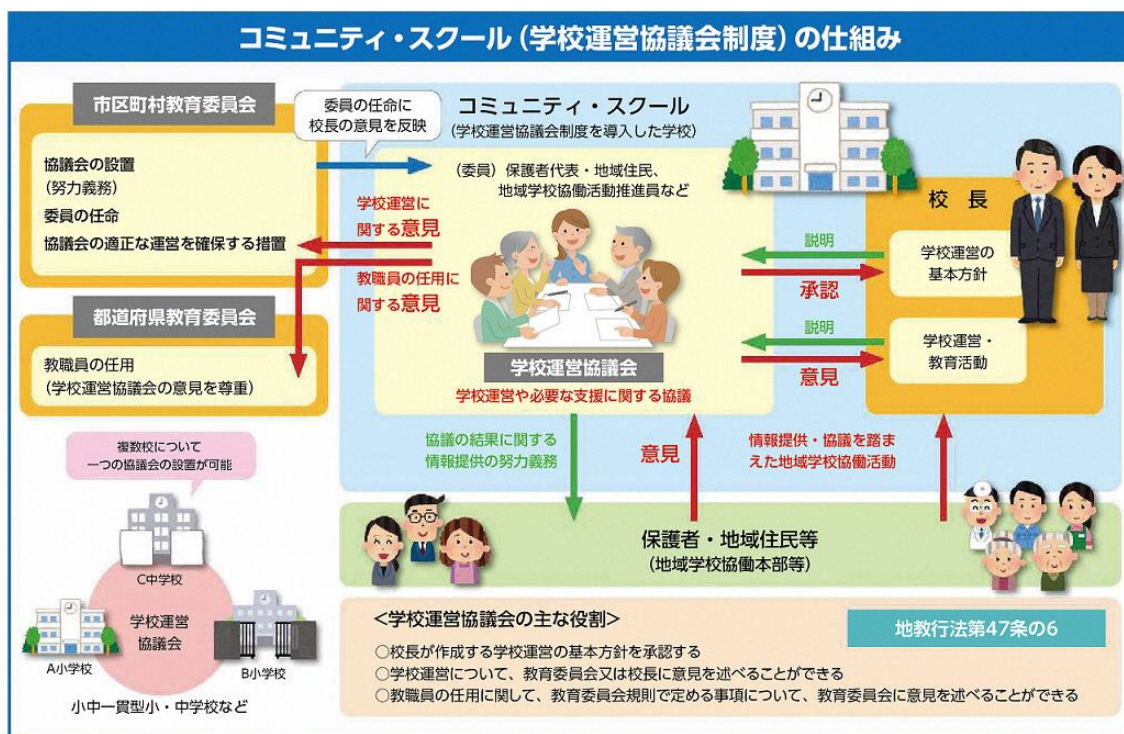 コミュニティ・スクール（学校運営協議会制度）の仕組み
市区町村教育委員会
協議会の設置
（努力義務）
委員の任命
協議会の適正な運営を確保する措置
委員の任命に
校長の意見を反映
コミュニティ・スクール
（学校運営協議会制度を導入した学校）
（委員）保護者代表・地域住民、
地域学校協働活動推進員など
学校運営に
関する意見
教職員の任用に
関する意見
学校運営協議会
学校運営や必要な支援に関する協議
校長
説明
承認
学校運営の
基本方針
説明
意見
学校運営・
教育活動
都道府県教育委員会
教職員の任用
（学校運営協議会の意見を尊重）
協議の結果に関する
情報提供の努力義務
意見
情報提供・協議を踏ま
えた地域学校協働活動
保護者・地域住民等
（地域学校協働本部等）
複数校について
一つの協議会の設置が可能
C中学校
学校運営
協議会
A小学校
B小学校
小中一貫型小・中学校など
＜学校運営協議会の主な役割＞
地教行法第47条の6
○校長が作成する学校運営の基本方針を承認する
○学校運営について、教育委員会又は校長に意見を述べることができる
○教職員の任用に関して、教育委員会規則で定める事項について、教育委員会に意見を述べることができる